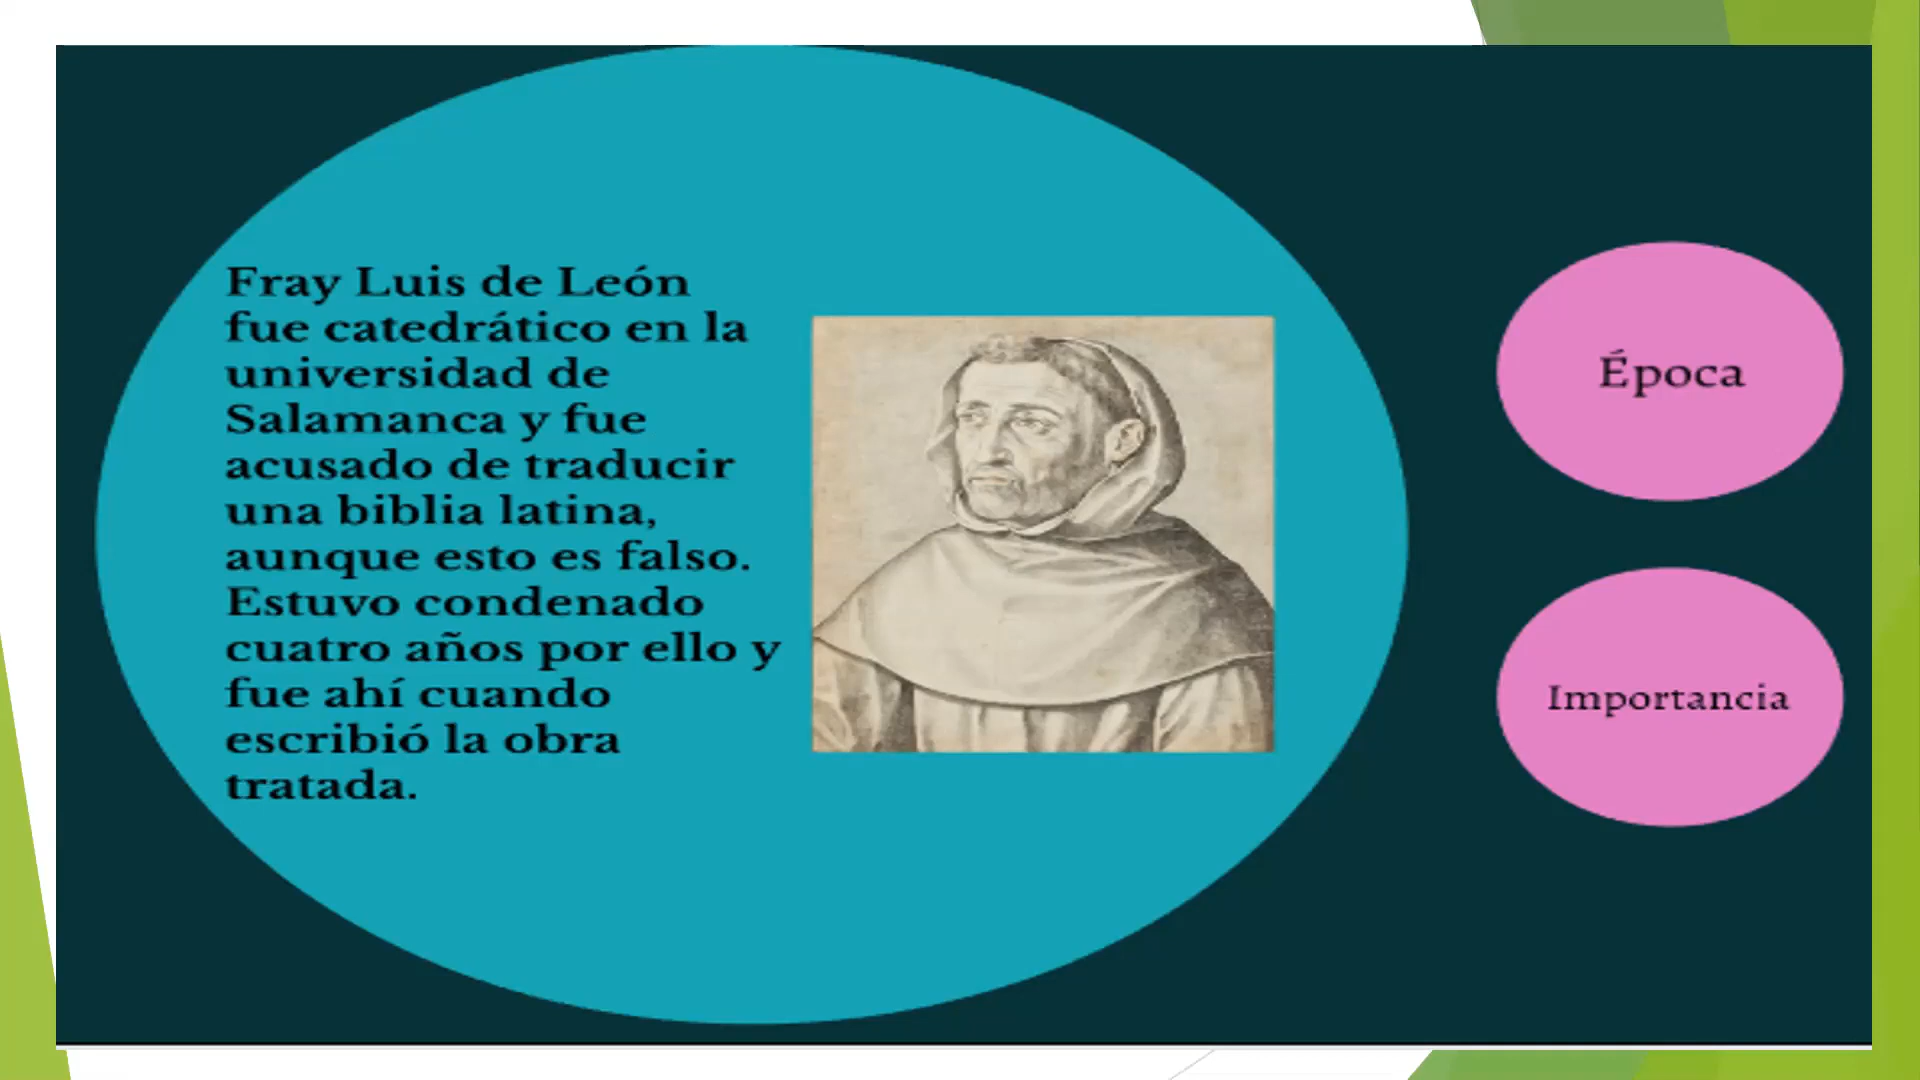 Fray Luis de León
fue catedrático en la
universidad de
Salamanca y fue
acusado de traducir
una biblia latina,
aunque esto es falso.
Estuvo condenado
cuatro años por ello y
fue ahí cuando
escribió la obra
tratada.
Época
Importancia